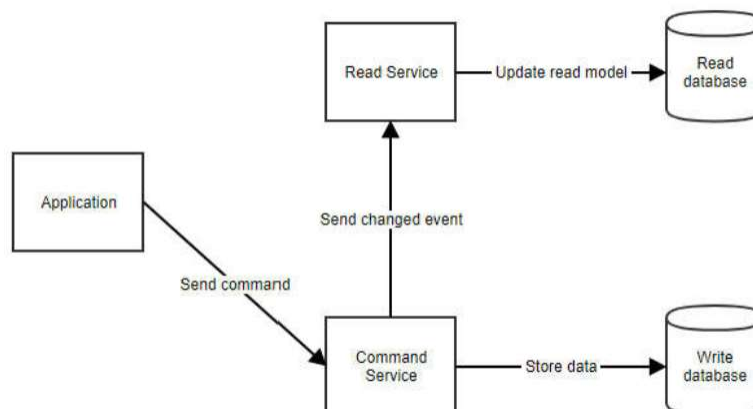 Read Service
Update read model
Read
database
Application
Send changed event
Send command
Command
Service
Store data
Write
database